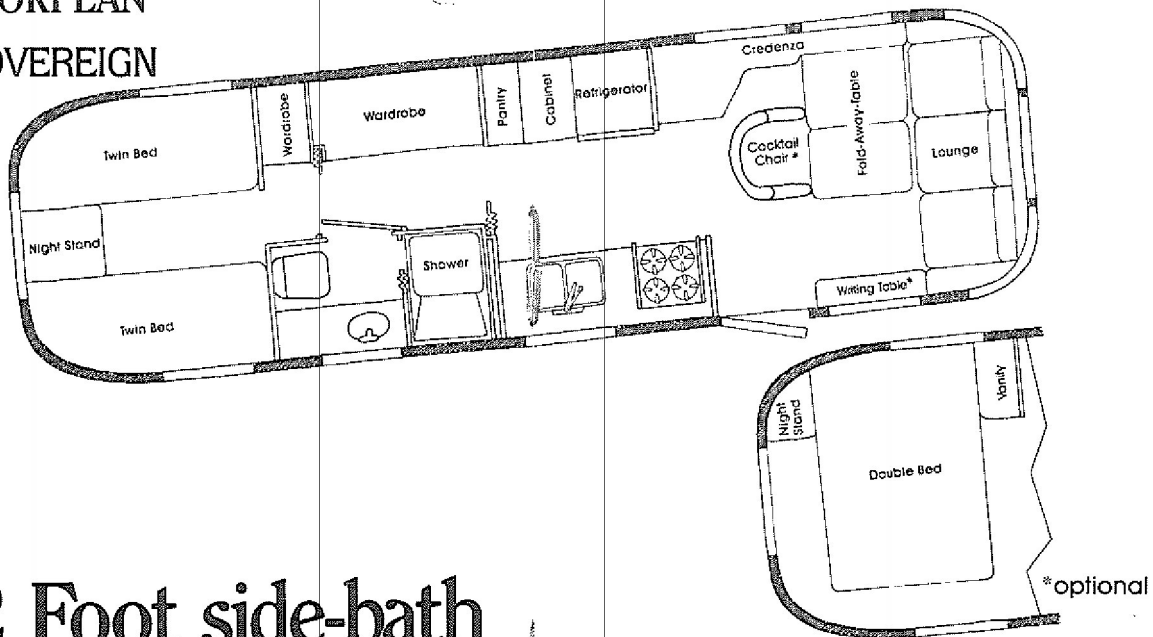 OVEREIGN
Credenza
Wardrobe
Wardrobe
Pantry
Cabinet
Refrigerator
Fold-Away-Table
Twin Bed
Cocktail
Chair*
Lounge
Night Stand
Shower
Twin Bed
Writing Table*
Night
Stand
Vanity
Double Bed
*optional
Foot side-bath